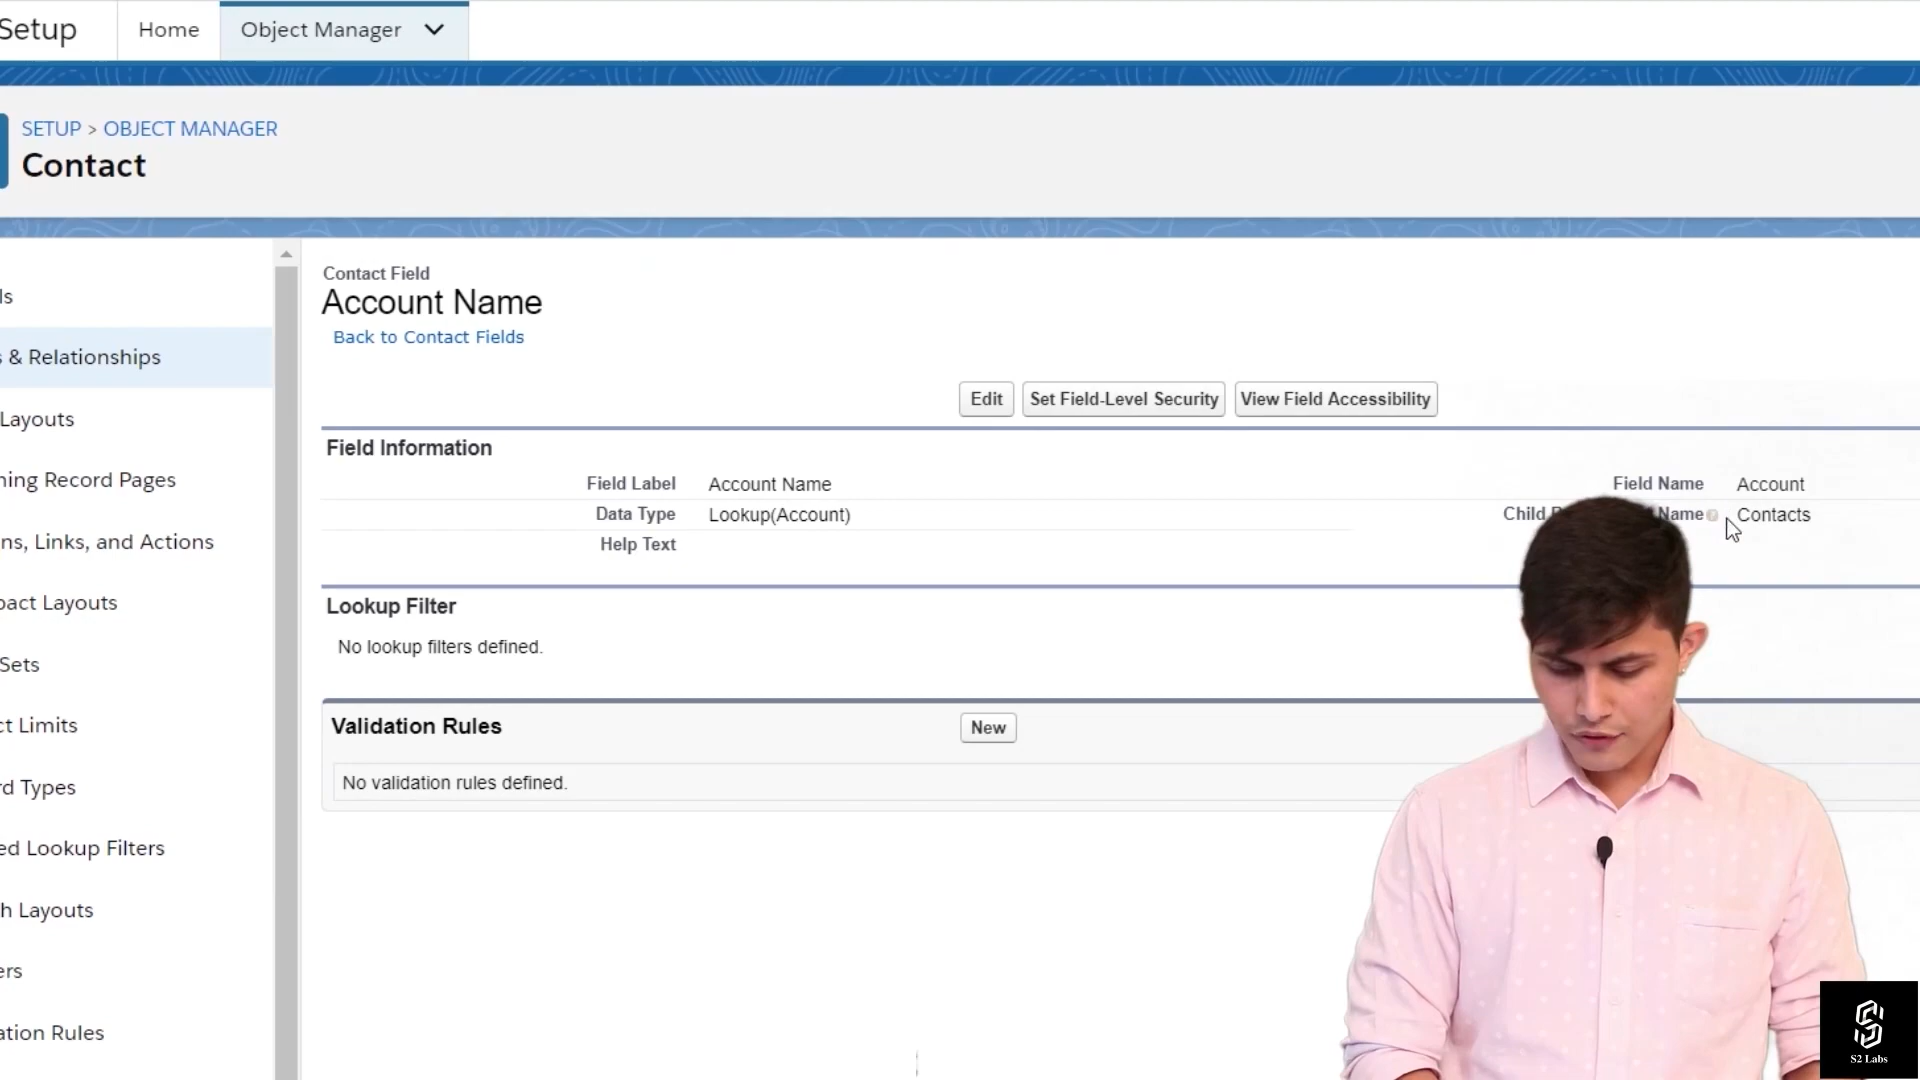 Setup
Home
Object Manager
SETUP > OBJECT MANAGER
Contact
ls
s & Relationships
Layouts
ning Record Pages
ns, Links, and Actions
pact Layouts
Sets
ct Limits
rd Types
ed Lookup Filters
h Layouts
ers
ation Rules
Contact Field
Account Name
Back to Contact Fields
Edit
Set Field-Level Security
View Field Accessibility
Field Information
Field Label Account Name Field Name Account
Data Type Lookup(Account) Child Name Contacts
Help Text
Lookup Filter
No lookup filters defined.
Validation Rules
New
No validation rules defined.
S2 Labs